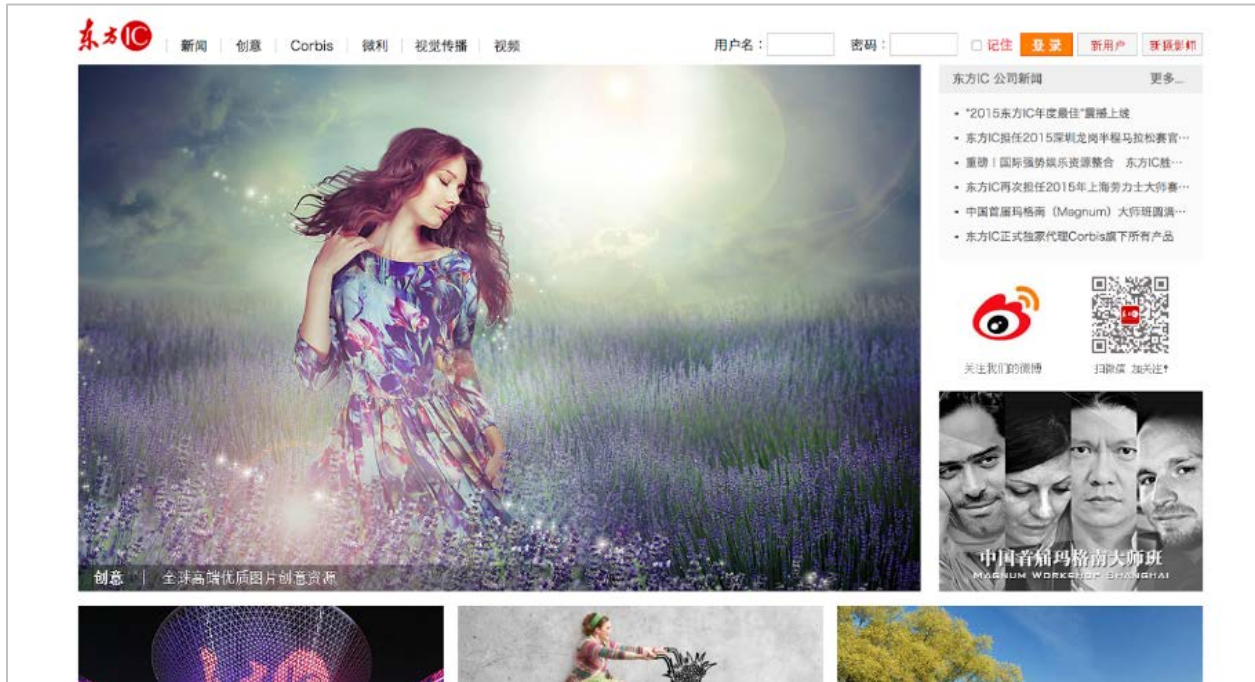 东方IC
新闻 创意 Corbis 微利 视觉传播 视频 用户名： 密码： 记住 登录 新用户 新摄影师
东方IC 公司新闻 更多...
"2015东方IC年度最佳"震撼上线
东方IC担任2015深圳龙岗半程马拉松赛官…
重磅｜国际强势娱乐资源整合 东方IC胜…
东方IC再次担任2015年上海劳力士大师赛…
中国首届玛格南（Magnum）大师班圆满…
东方IC正式独家代理Corbis旗下所有产品
关注我们的微博 扫微信 加关注!
中国首届玛格南大师班
MAGNUM WORKSHOP SHANGHAI
创意 ｜ 全球高端优质图片创意资源